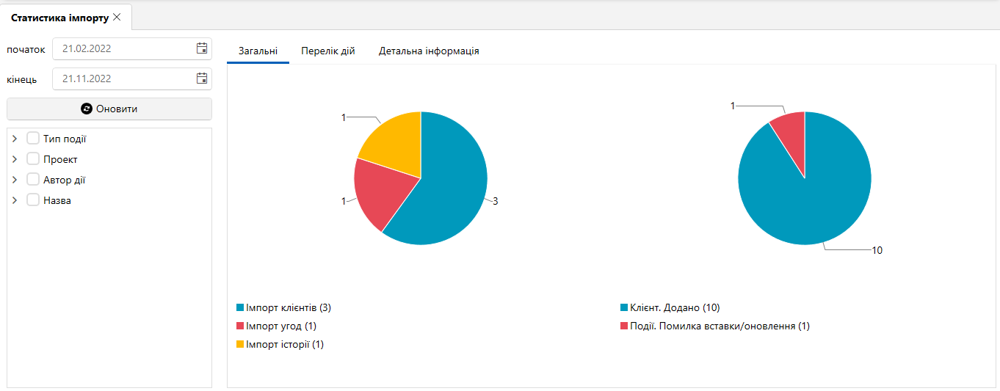 Статистика імпорту
початок 21.02.2022
кінець 21.11.2022
Оновити
Тип події
Проект
Автор дії
Назва
Загальні Перелік дій Детальна інформація
1
1
3
Імпорт клієнтів (3)
Імпорт угод (1)
Імпорт історії (1)
1
10
Клієнт. Додано (10)
Події. Помилка вставки/оновлення (1)